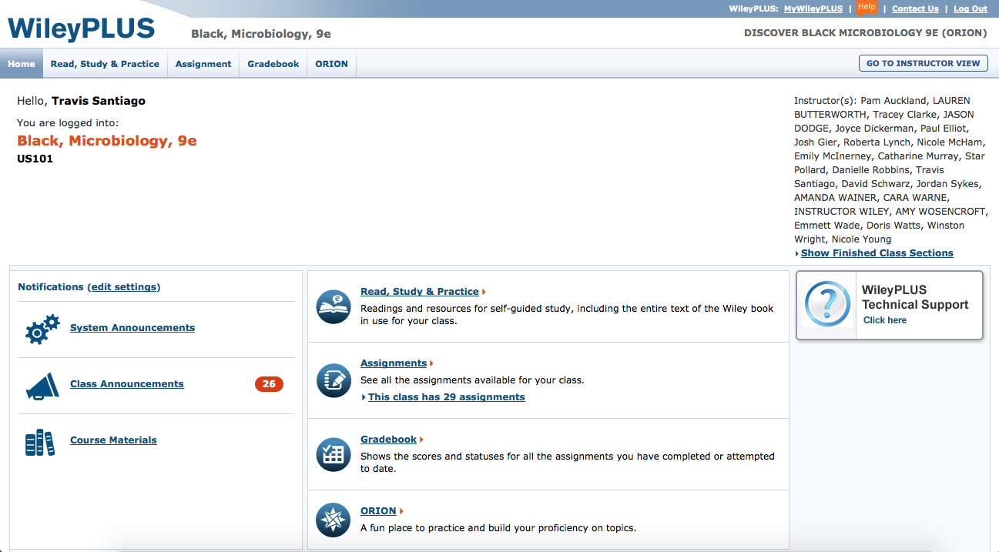 WileyPLUS: MyWileyPLUS | Help | Contact Us | Log Out
WileyPLUS
Black, Microbiology, 9e
DISCOVER BLACK MICROBIOLOGY 9E (ORION)
Home
Read, Study & Practice
Assignment
Gradebook
ORION
GO TO INSTRUCTOR VIEW
Hello, Travis Santiago
You are logged into:
Black, Microbiology, 9e
US101
Instructor(s): Pam Auckland, LAUREN
BUTTERWORTH, Tracey Clarke, JASON
DODGE, Joyce Dickerman, Paul Elliot,
Josh Gier, Roberta Lynch, Nicole McHam,
Emily McInerney, Catharine Murray, Star
Pollard, Danielle Robbins, Travis
Santiago, David Schwarz, Jordan Sykes,
AMANDA WAINER, CARA WARNE,
INSTRUCTOR WILEY, AMY WOSENCROFT,
Emmett Wade, Doris Watts, Winston
Wright, Nicole Young
Show Finished Class Sections
Notifications (edit settings)
System Announcements
Class Announcements
26
Course Materials
Read, Study & Practice
Readings and resources for self-guided study, including the entire text of the Wiley book
in use for your class.
Assignments
See all the assignments available for your class.
This class has 29 assignments
Gradebook
Shows the scores and statuses for all the assignments you have completed or attempted
to date.
ORION
A fun place to practice and build your proficiency on topics.
WileyPLUS
Technical Support
Click here